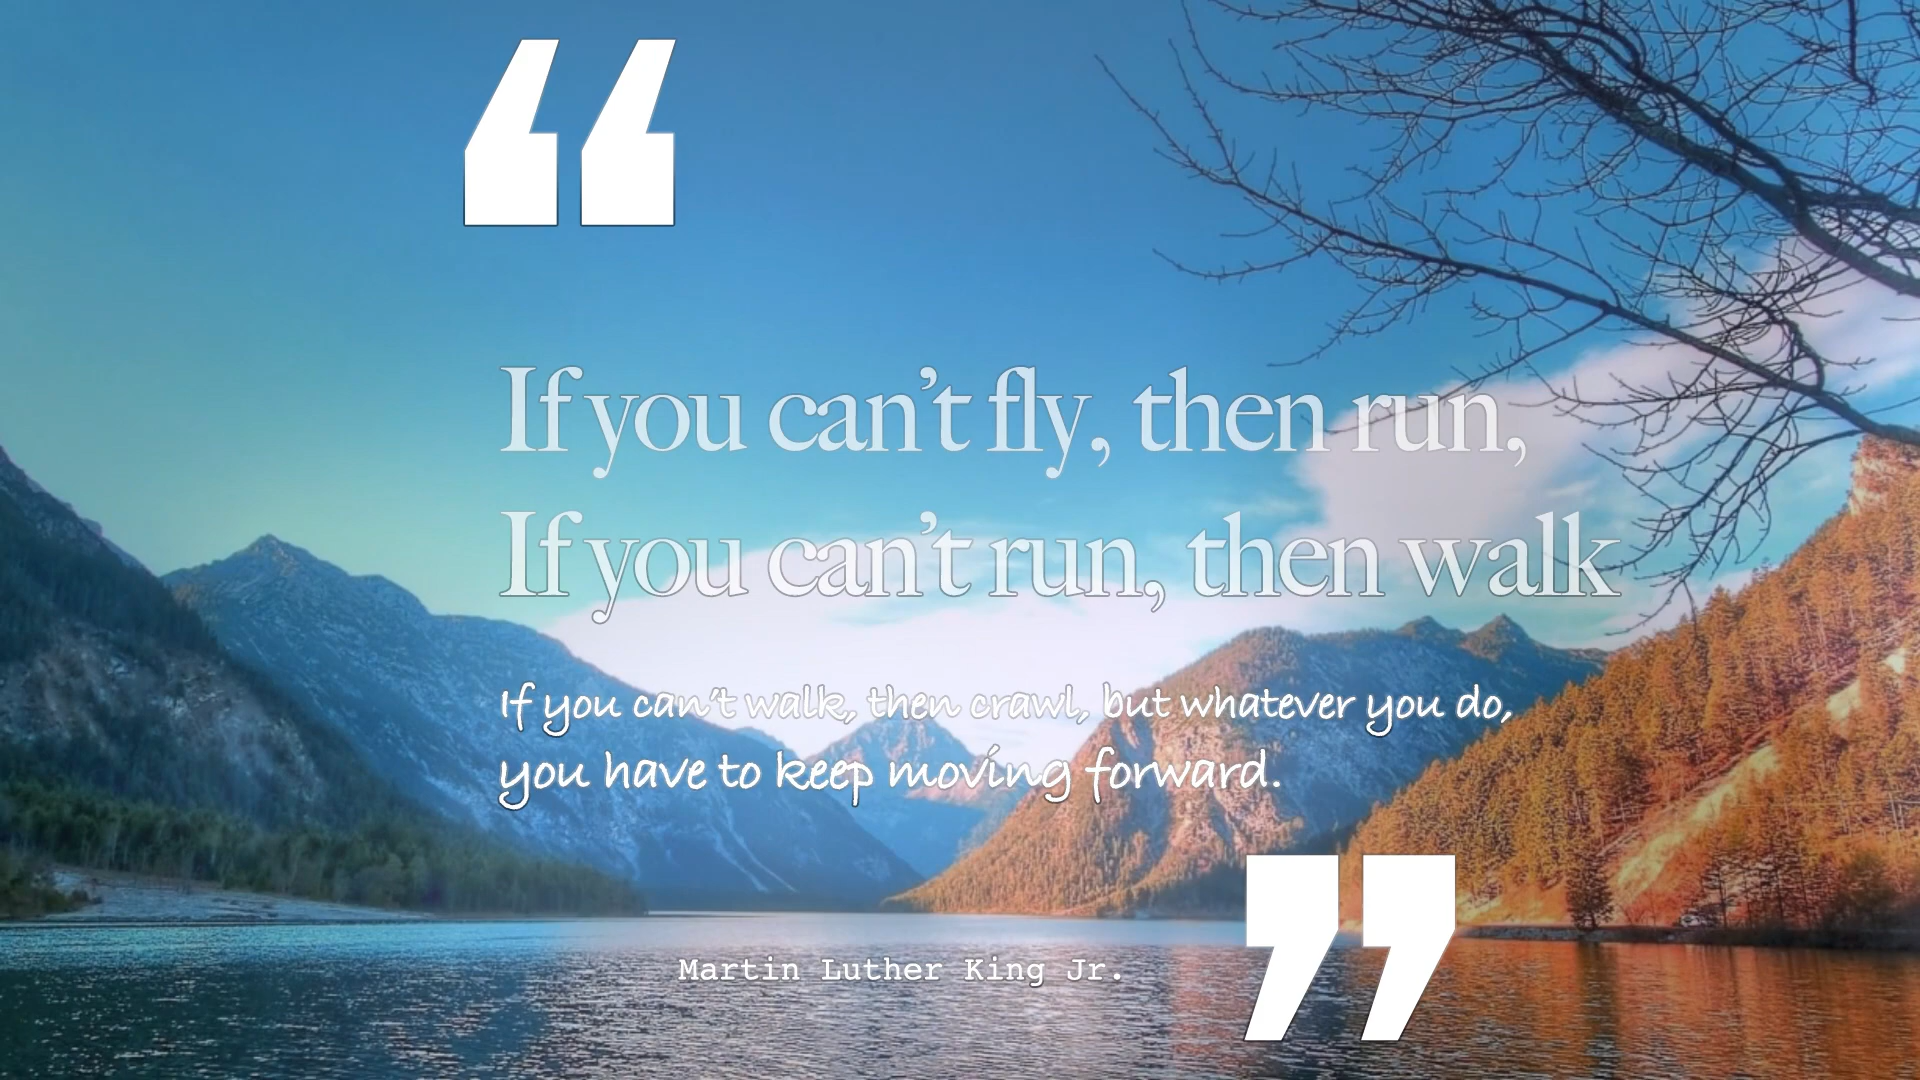 “
If you can’t fly, then run,
If you can’t run, then walk
If you can’t walk, then crawl, but whatever you do,
you have to keep moving forward.
”
Martin Luther King Jr.